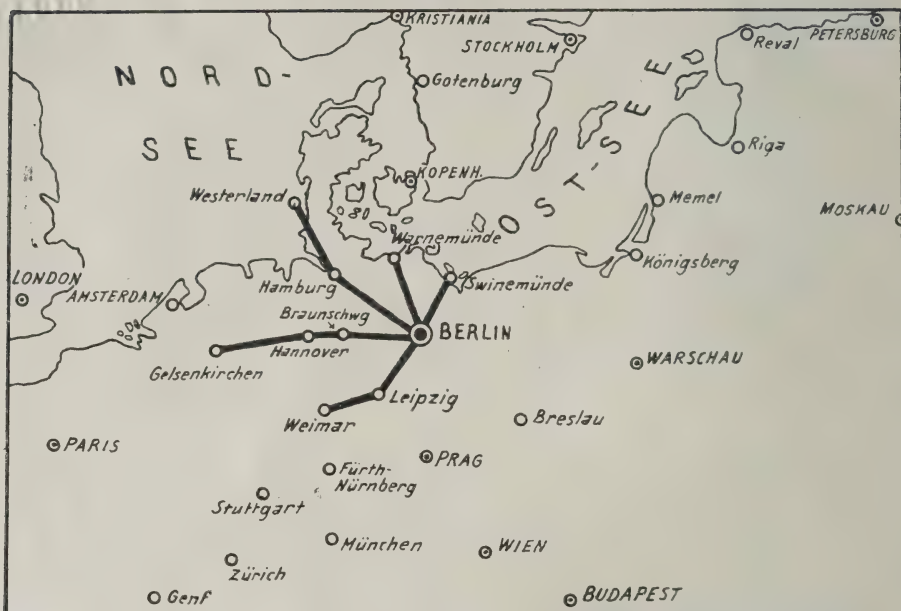 KRISTIANIA
STOCKHOLM
Reval
PETERSBURG
NORD-
SEE
Gotenburg
OST-SEE
Riga
KOPENH.
Westerland
Memel
MOSKAU
Warnemünde
Königsberg
LONDON
AMSTERDAM
Hamburg
Swinemünde
Braunschwg
BERLIN
Hannover
Gelsenkirchen
WARSCHAU
Leipzig
Weimar
Breslau
PARIS
PRAG
Fürth-
Nürnberg
Stuttgart
München
WIEN
Zürich
Genf
BUDAPEST